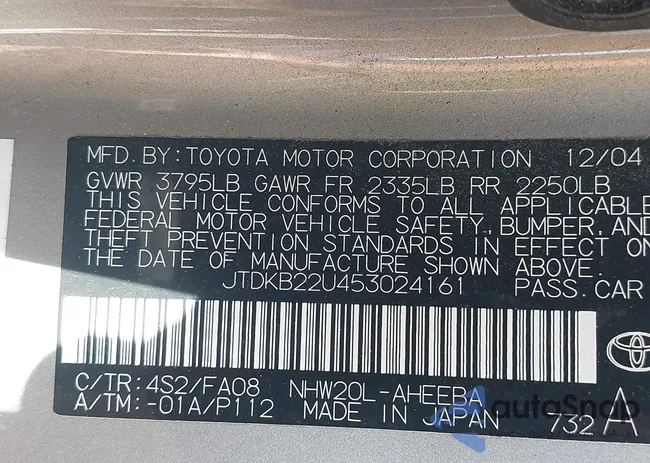 MFD.BY:TOYOTA MOTOR CORPORATION 12/04
GVWR 3795LB GAWR FR 2335LB RR 2250LB
THIS VEHICLE CONFORMS TO ALL APPLICABLE
FEDERAL MOTOR VEHICLE SAFETY,BUMPER,AND
THEFT PREVENTION STANDARDS IN EFFECT ON
THE DATE OF MANUFACTURE SHOWN ABOVE.
JTDKB22U453024161 PASS.CAR
C/TR:4S2/FA08 NHW20L-AHEEBA
A/TM:-01A/P112 MADE IN JAPAN 732 A
autoSnap